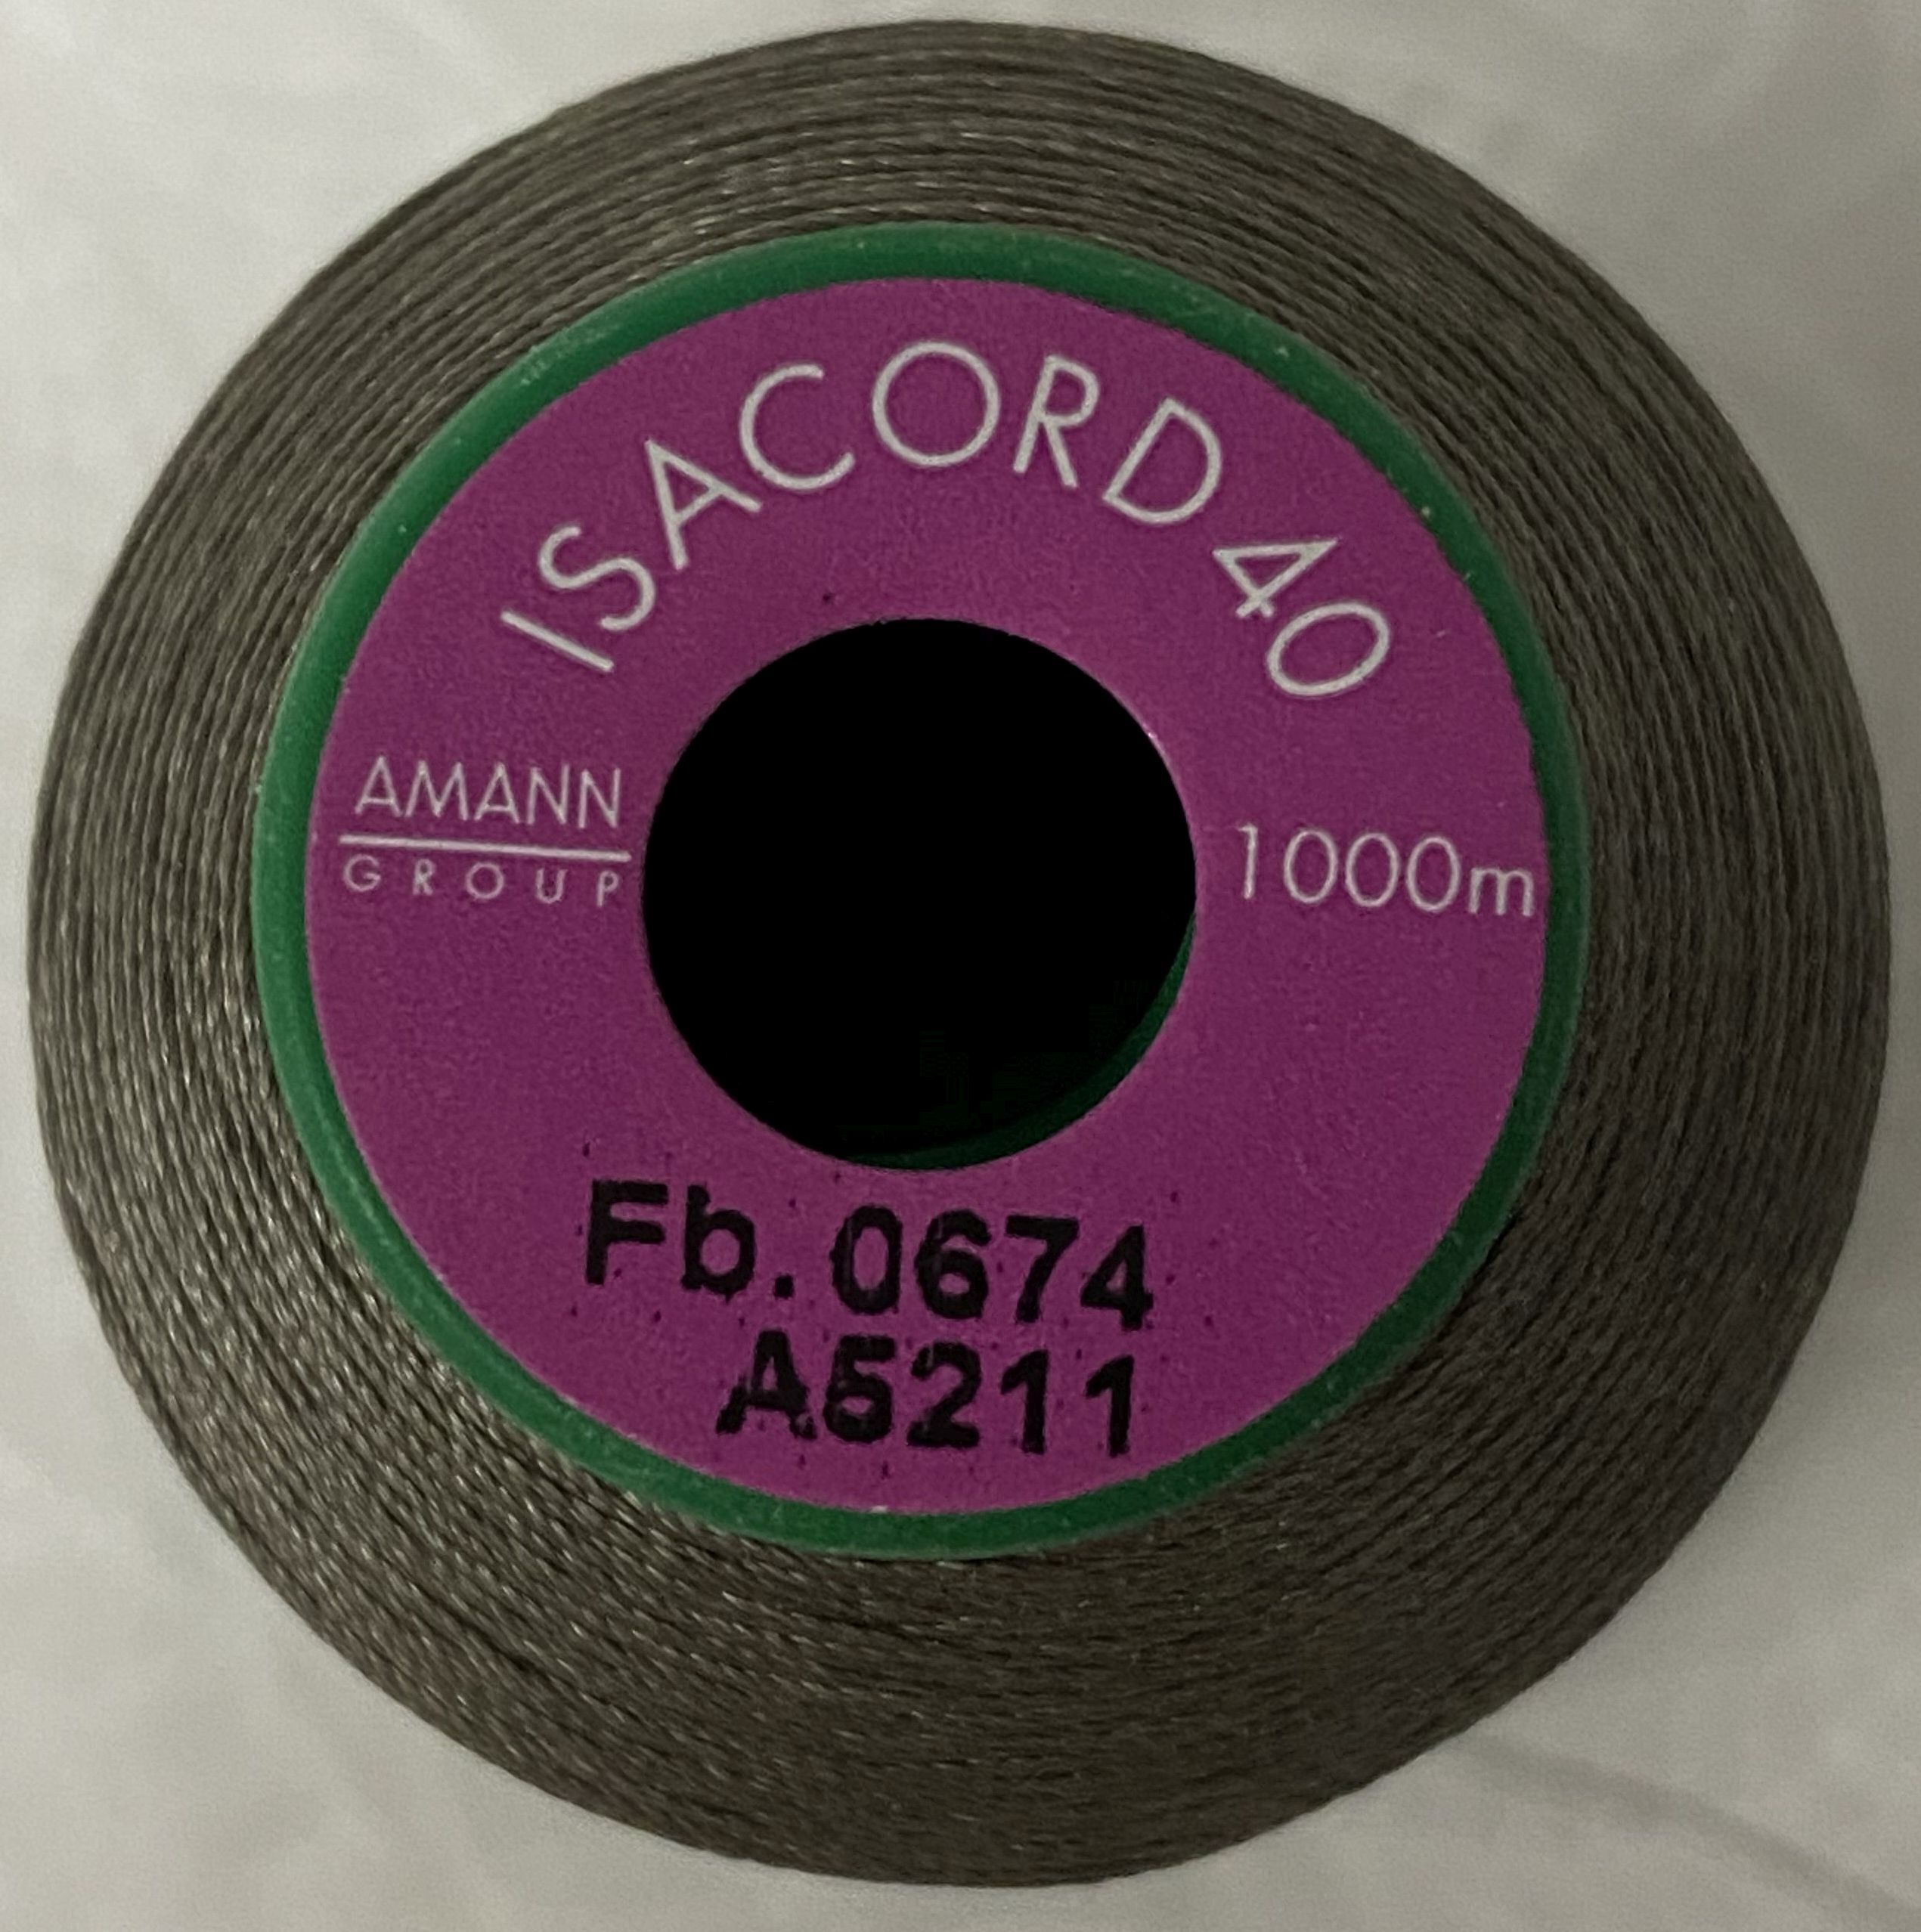 ISACORD 40
AMANN
GROUP
1000m
Fb. 0674
A5211